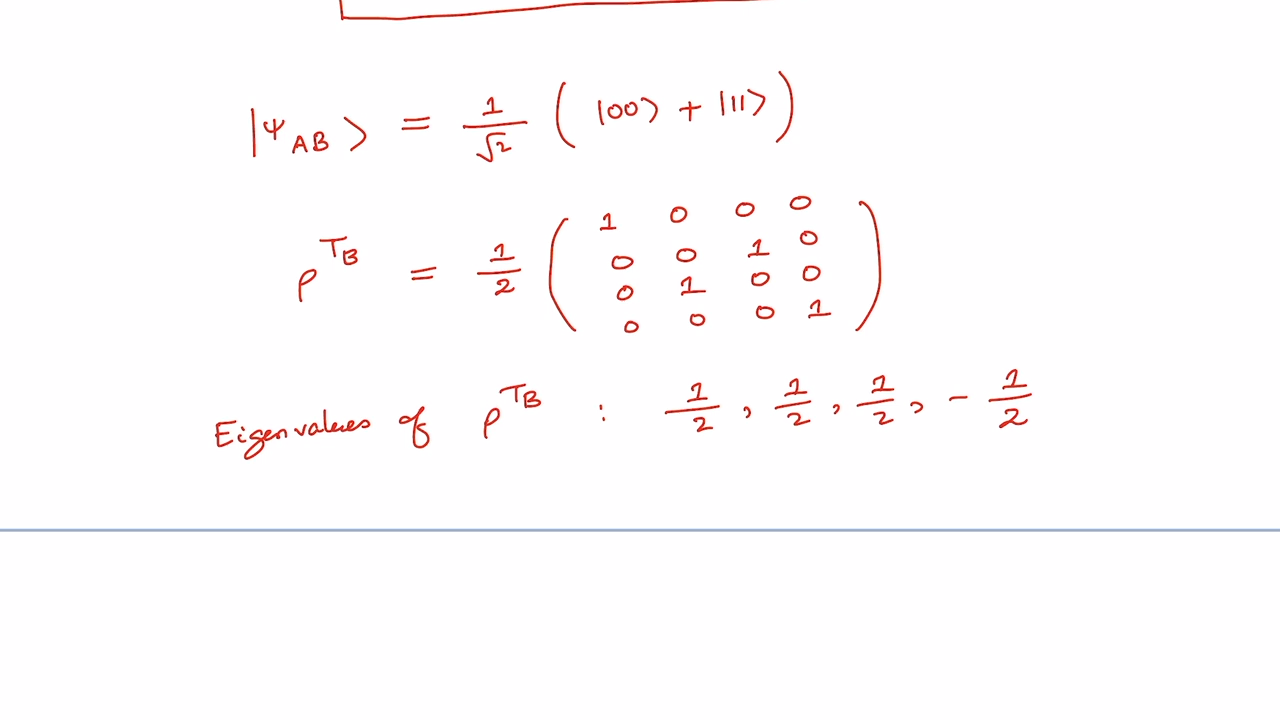 |Ψ_AB⟩ = 1/√2 ( |00⟩ + |11⟩ )
ρ^T_B = 1/2 ( 1 0 0 0
0 0 1 0
0 1 0 0
0 0 0 1 )
Eigenvalues of ρ^T_B : 1/2 , 1/2 , 1/2 , - 1/2